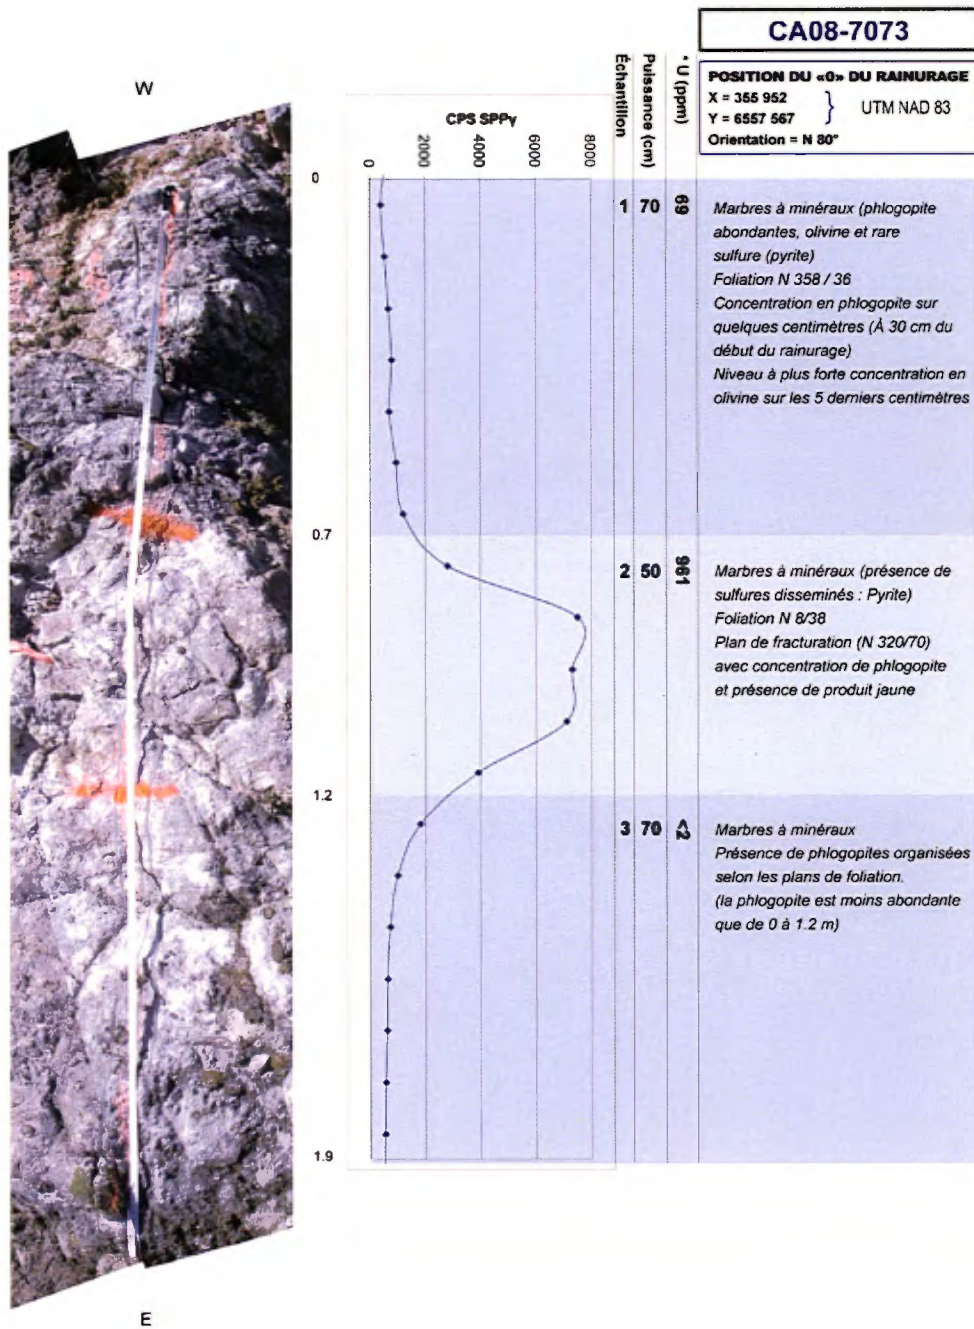 CA08-7073
POSITION DU «0» DU RAINURAGE
X = 355 952
Y = 6557 567
} UTM NAD 83
Orientation = N 80°
W
Échantillon
Puissance (cm)
* U (ppm)
CPS SPPγ
0
2000
4000
6000
8000
0
1 70 69
Marbres à minéraux (phlogopite
abondantes, olivine et rare
sulfure (pyrite)
Foliation N 358 / 36
Concentration en phlogopite sur
quelques centimètres (À 30 cm du
début du rainurage)
Niveau à plus forte concentration en
olivine sur les 5 derniers centimètres
0.7
2 50 961
Marbres à minéraux (présence de
sulfures disseminés : Pyrite)
Foliation N 8/38
Plan de fracturation (N 320/70)
avec concentration de phlogopite
et présence de produit jaune
1.2
3 70 <2
Marbres à minéraux
Présence de phlogopites organisées
selon les plans de foliation.
(la phlogopite est moins abondante
que de 0 à 1.2 m)
1.9
E